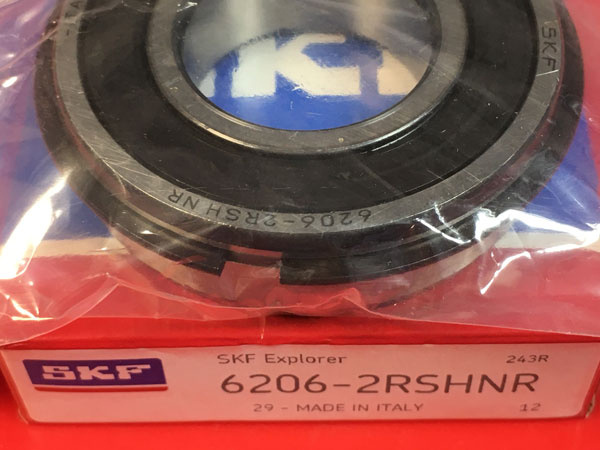 SKF
SKF
6206-2RSH NR
SKF Explorer
243R
SKF
6206-2RSHNR
29 - MADE IN ITALY
12